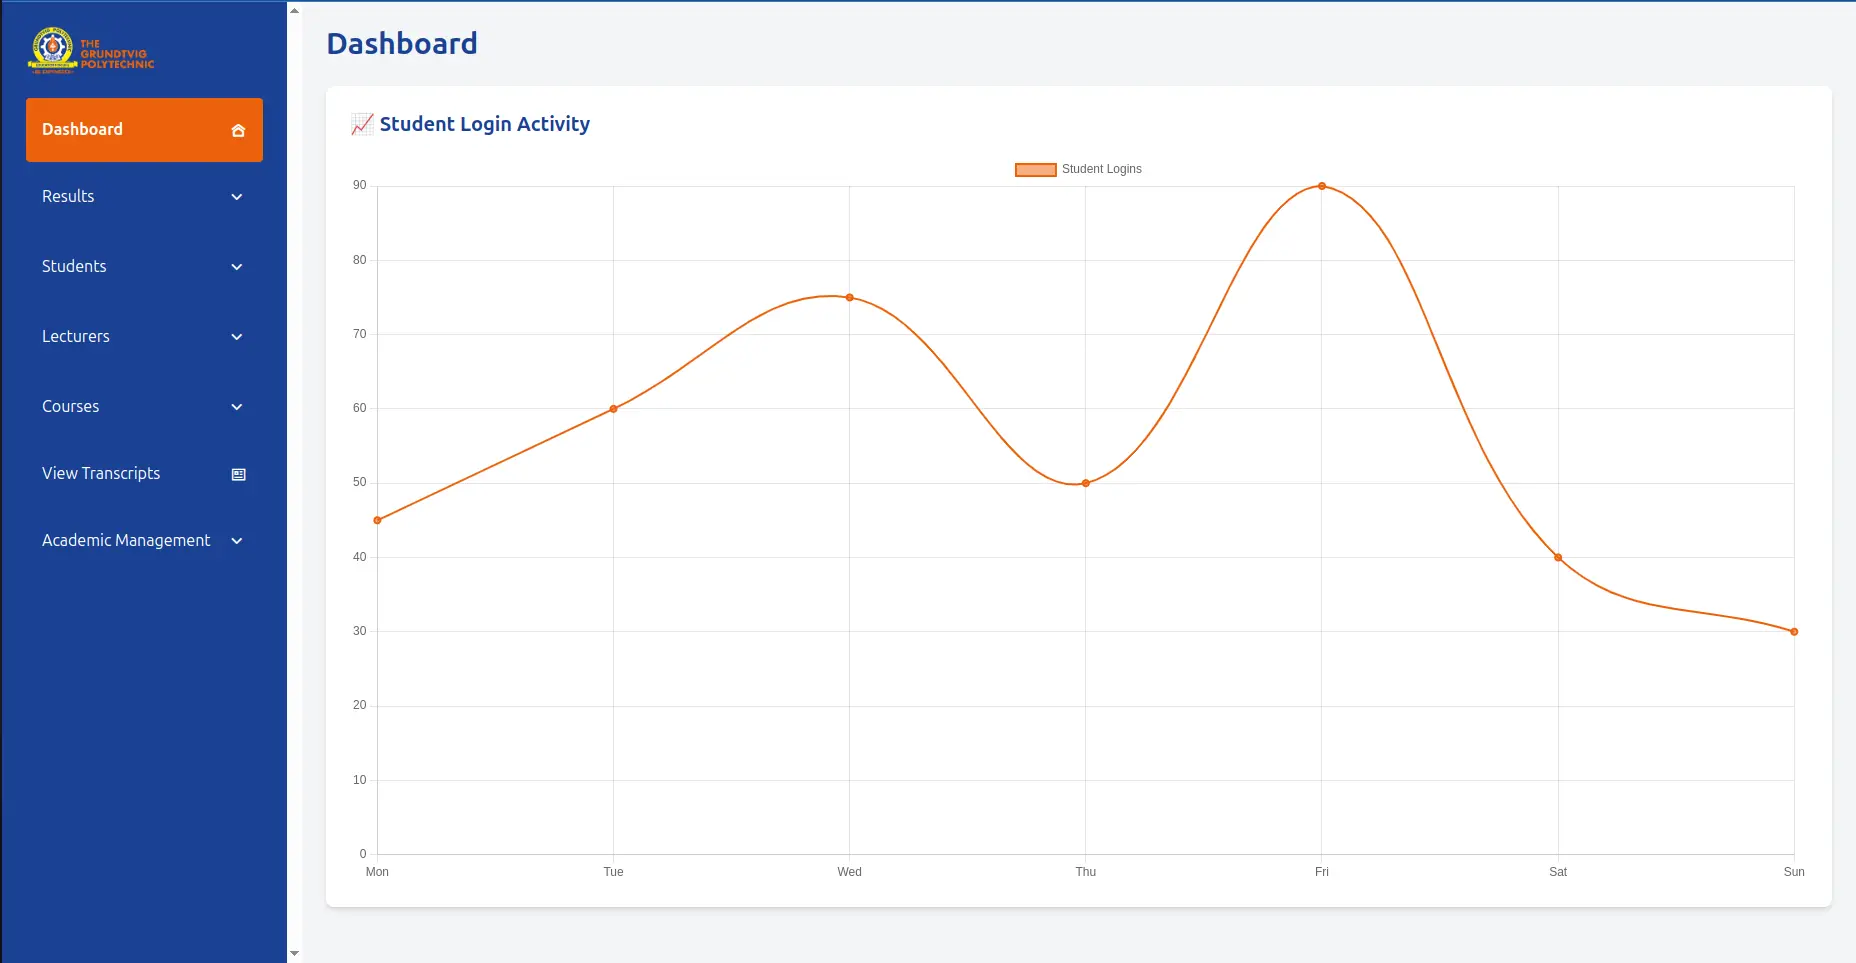 THE
GRUNDTVIG
POLYTECHNIC
Dashboard
Results
Students
Lecturers
Courses
View Transcripts
Academic Management
Dashboard
Student Login Activity
Student Logins
90
80
70
60
50
40
30
20
10
0
Mon Tue Wed Thu Fri Sat Sun